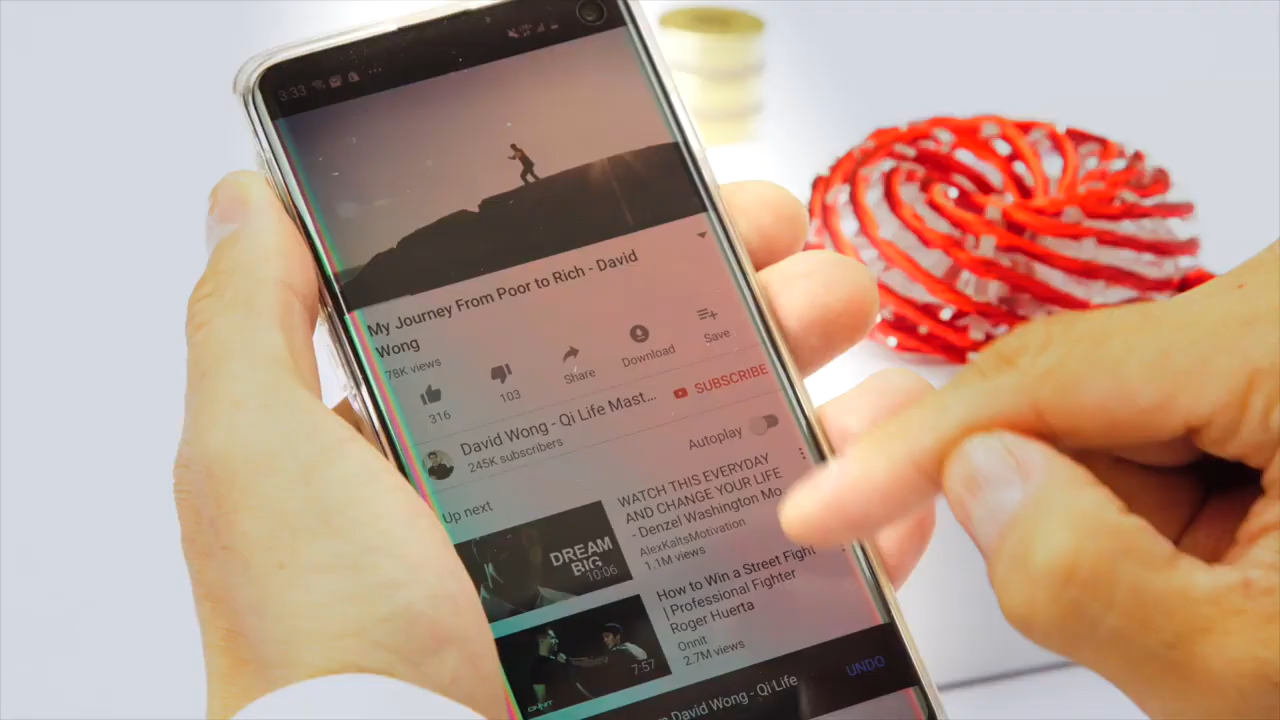 3:33
My Journey From Poor to Rich - David
Wong
78K views
316
103
Share
Download
Save
David Wong - Qi Life Mast...
245K subscribers
SUBSCRIBE
Autoplay
Up next
DREAM
BIG
10:06
WATCH THIS EVERYDAY
AND CHANGE YOUR LIFE
- Denzel Washington Mo...
AlexKaltsMotivation
1.1M views
ONNIT
7:57
How to Win a Street Fight
| Professional Fighter
Roger Huerta
Onnit
2.7M views
David Wong - Qi Life
UNDO